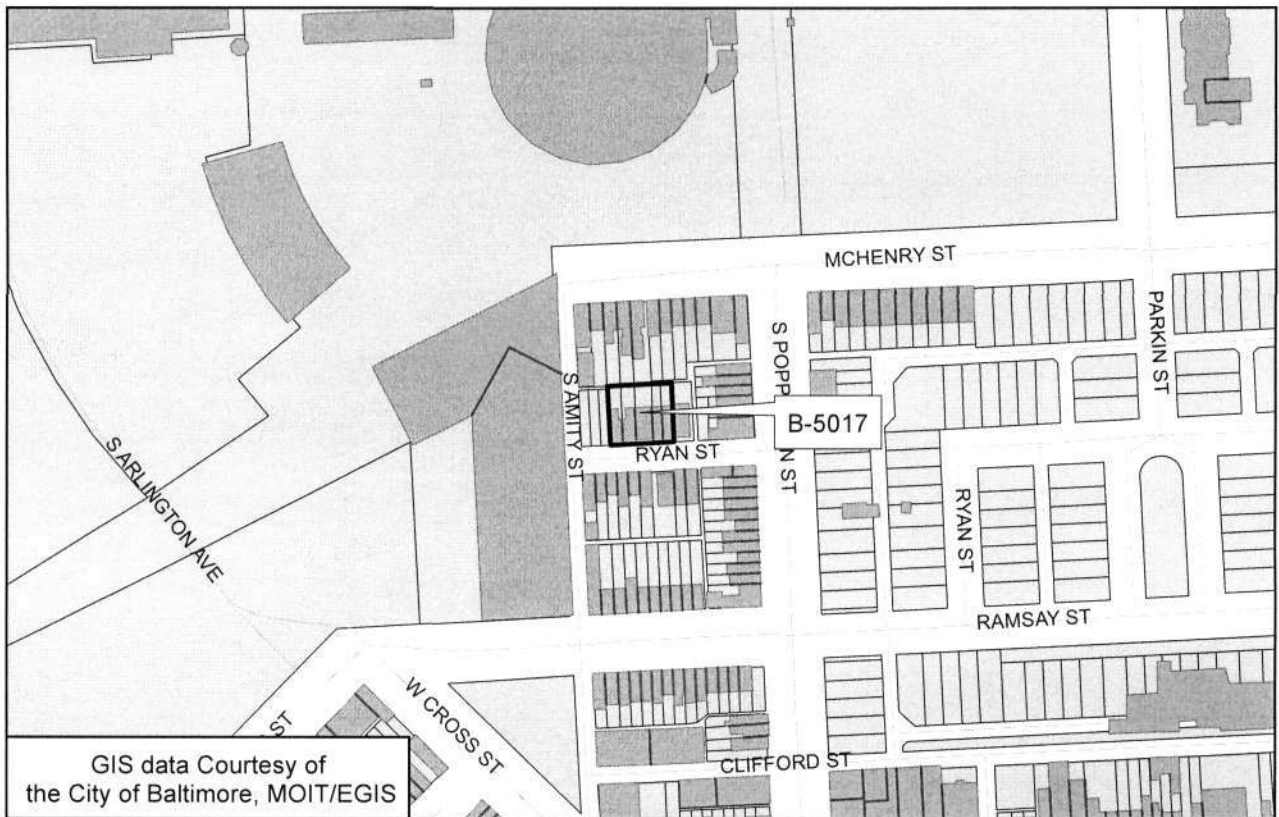 MCHENRY ST
PARKIN ST
S POPP
N ST
S AMITY ST
B-5017
RYAN ST
S ARLINGTON AVE
RYAN ST
RAMSAY ST
W CROSS ST
ST
CLIFFORD ST
GIS data Courtesy of
the City of Baltimore, MOIT/EGIS